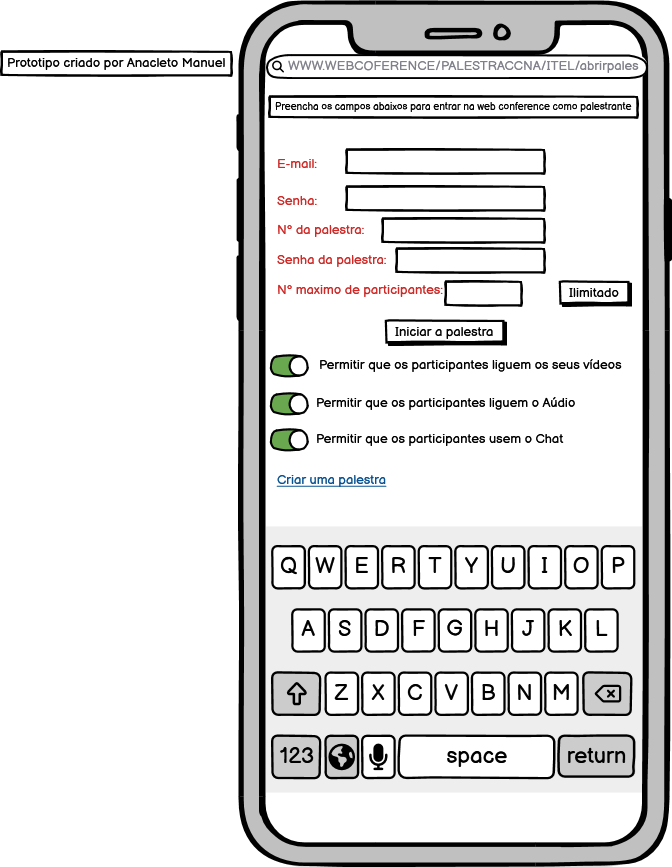 Prototipo criado por Anacleto Manuel
WWW.WEBCOFERENCE/PALESTRACCNA/ITEL/abrirpales
Preencha os campos abaixos para entrar na web conference como palestrante
E-mail:
Senha:
Nº da palestra:
Senha da palestra:
Nº maximo de participantes:
Ilimitado
Iniciar a palestra
Permitir que os participantes liguem os seus vídeos
Permitir que os participantes liguem o Aúdio
Permitir que os participantes usem o Chat
Criar uma palestra
Q W E R T Y U I O P
A S D F G H J K L
Z X C V B N M
123 space return